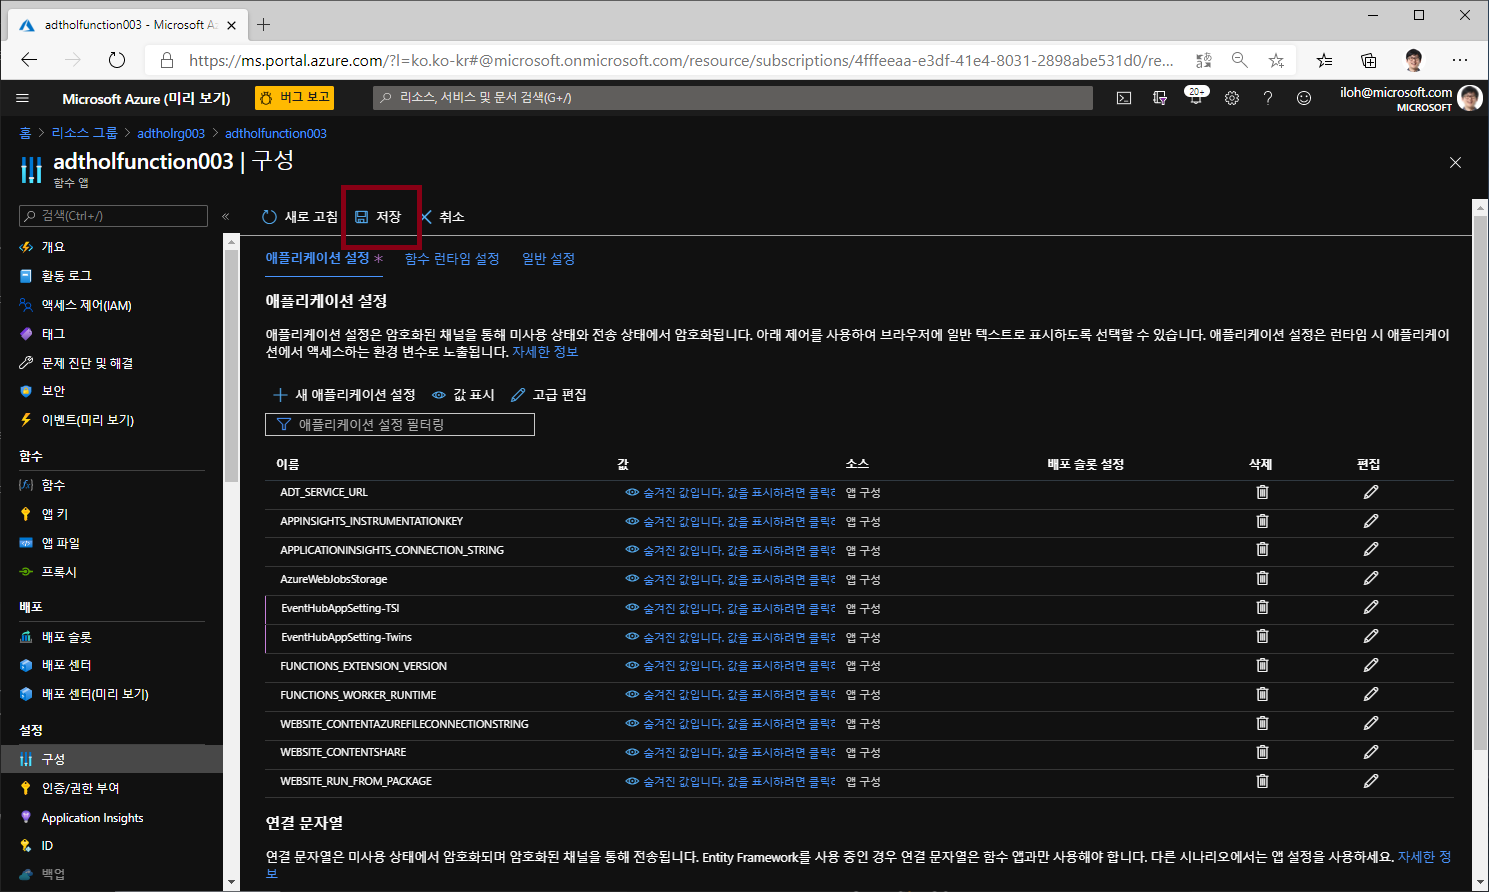 adtholfunction003 - Microsoft Az
https://ms.portal.azure.com/?l=ko.ko-kr#@microsoft.onmicrosoft.com/resource/subscriptions/4fffeeaa-e3df-41e4-8031-2898abe531d0/re...
Microsoft Azure (미리 보기)
버그 보고
리소스, 서비스 및 문서 검색(G+/)
20+
iloh@microsoft.com
MICROSOFT
홈 > 리소스 그룹 > adtholrg003 > adtholfunction003
adtholfunction003 | 구성
함수 앱
검색(Ctrl+/)
«
개요
활동 로그
액세스 제어(IAM)
태그
문제 진단 및 해결
보안
이벤트(미리 보기)
함수
함수
앱 키
앱 파일
프록시
배포
배포 슬롯
배포 센터
배포 센터(미리 보기)
설정
구성
인증/권한 부여
Application Insights
ID
백업
새로 고침 저장 취소
애플리케이션 설정 * 함수 런타임 설정 일반 설정
애플리케이션 설정
애플리케이션 설정은 암호화된 채널을 통해 미사용 상태와 전송 상태에서 암호화됩니다. 아래 제어를 사용하여 브라우저에 일반 텍스트로 표시하도록 선택할 수 있습니다. 애플리케이션 설정은 런타임 시 애플리케이
션에서 액세스하는 환경 변수로 노출됩니다. 자세한 정보
새 애플리케이션 설정 값 표시 고급 편집
애플리케이션 설정 필터링
이름 값 소스 배포 슬롯 설정 삭제 편집
ADT_SERVICE_URL 숨겨진 값입니다. 값을 표시하려면 클릭하 앱 구성
APPINSIGHTS_INSTRUMENTATIONKEY 숨겨진 값입니다. 값을 표시하려면 클릭하 앱 구성
APPLICATIONINSIGHTS_CONNECTION_STRING 숨겨진 값입니다. 값을 표시하려면 클릭하 앱 구성
AzureWebJobsStorage 숨겨진 값입니다. 값을 표시하려면 클릭하 앱 구성
EventHubAppSetting-TSI 숨겨진 값입니다. 값을 표시하려면 클릭하 앱 구성
EventHubAppSetting-Twins 숨겨진 값입니다. 값을 표시하려면 클릭하 앱 구성
FUNCTIONS_EXTENSION_VERSION 숨겨진 값입니다. 값을 표시하려면 클릭하 앱 구성
FUNCTIONS_WORKER_RUNTIME 숨겨진 값입니다. 값을 표시하려면 클릭하 앱 구성
WEBSITE_CONTENTAZUREFILECONNECTIONSTRING 숨겨진 값입니다. 값을 표시하려면 클릭하 앱 구성
WEBSITE_CONTENTSHARE 숨겨진 값입니다. 값을 표시하려면 클릭하 앱 구성
WEBSITE_RUN_FROM_PACKAGE 숨겨진 값입니다. 값을 표시하려면 클릭하 앱 구성
연결 문자열
연결 문자열은 미사용 상태에서 암호화되며 암호화된 채널을 통해 전송됩니다. Entity Framework를 사용 중인 경우 연결 문자열은 함수 앱과만 사용해야 합니다. 다른 시나리오에서는 앱 설정을 사용하세요. 자세한 정
보